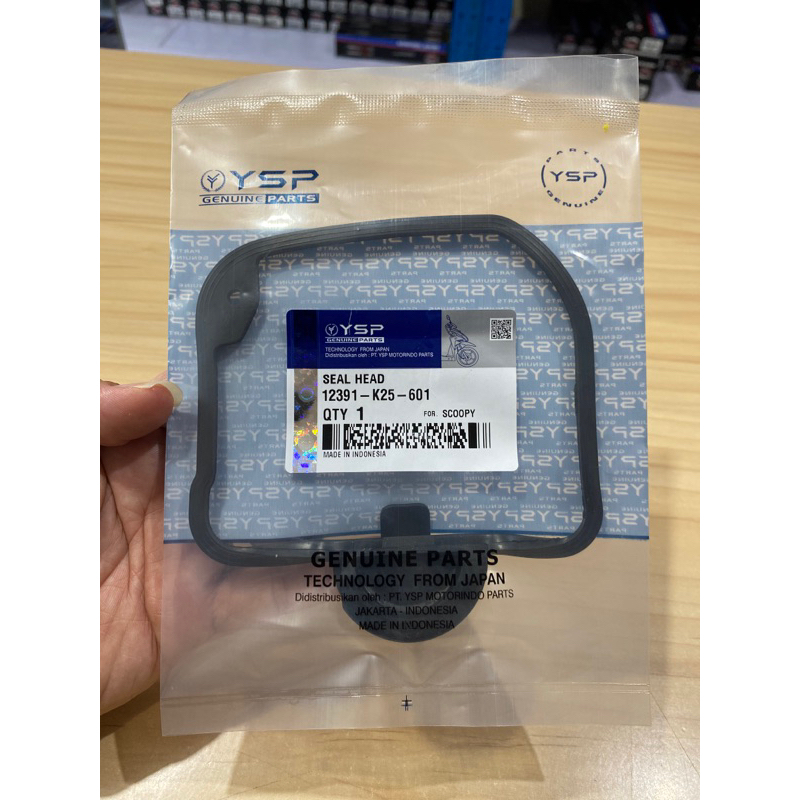 YSP
GENUINE PARTS
PARTS
YSP
GENUINE
YSP
GENUINE PARTS
TECHNOLOGY FROM JAPAN
Didistribusikan oleh : PT. YSP MOTORINDO PARTS
SEAL HEAD
12391-K25-601
QTY 1 FOR. SCOOPY
MADE IN INDONESIA
GENUINE PARTS
TECHNOLOGY FROM JAPAN
Didistribusikan oleh : PT. YSP MOTORINDO PARTS
JAKARTA - INDONESIA
MADE IN INDONESIA